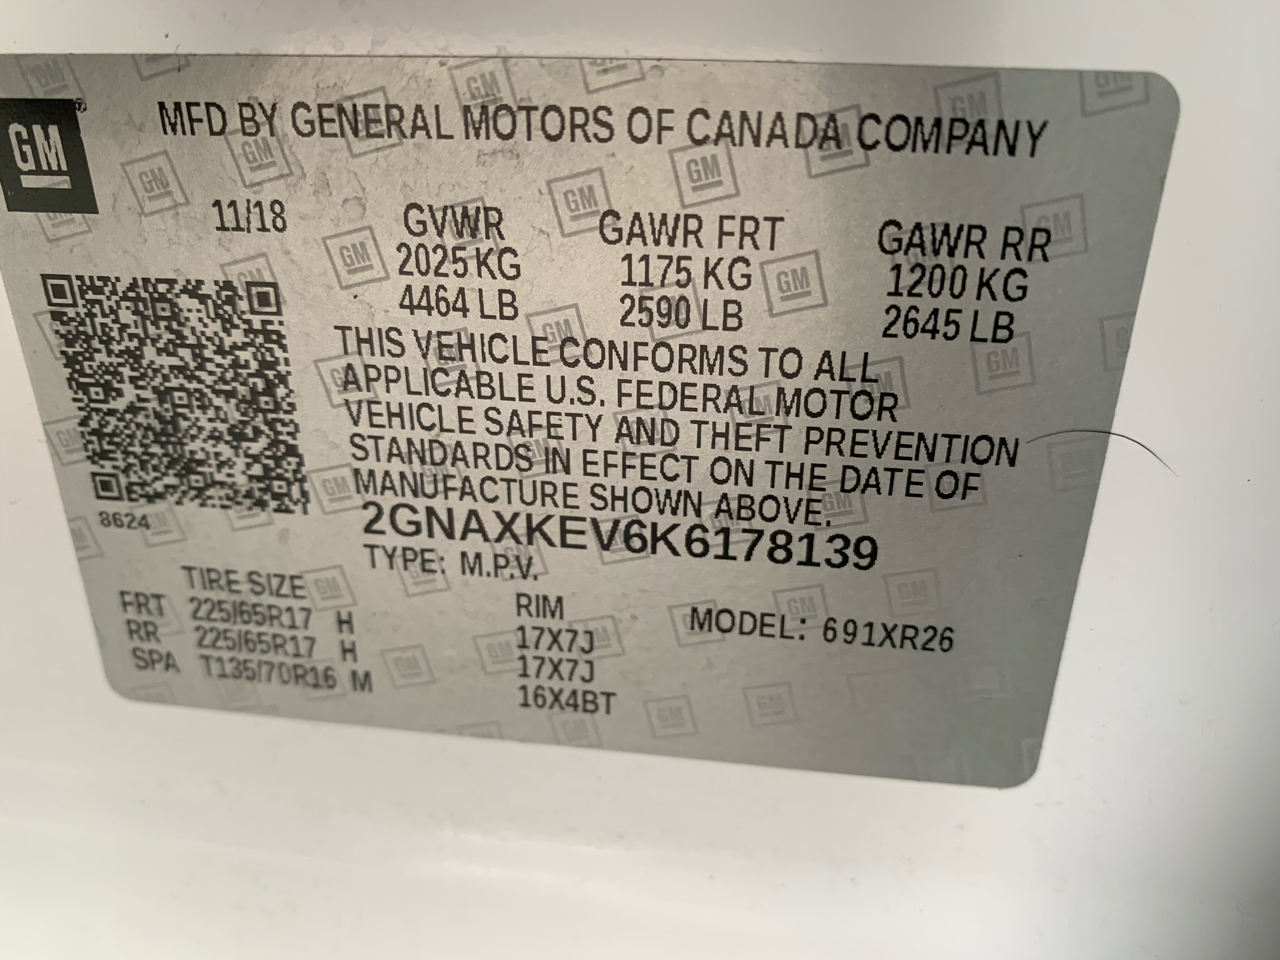 GM
MFD BY GENERAL MOTORS OF CANADA COMPANY
11/18 GVWR GAWR FRT GAWR RR
2025 KG 1175 KG 1200 KG
4464 LB 2590 LB 2645 LB
THIS VEHICLE CONFORMS TO ALL
APPLICABLE U.S. FEDERAL MOTOR
VEHICLE SAFETY AND THEFT PREVENTION
STANDARDS IN EFFECT ON THE DATE OF
MANUFACTURE SHOWN ABOVE.
2GNAXKEV6K6178139
8624
TYPE: M.P.V.
TIRE SIZE RIM MODEL: 691XR26
FRT 225/65R17 H 17X7J
RR 225/65R17 H 17X7J
SPA T135/70R16 M 16X4BT